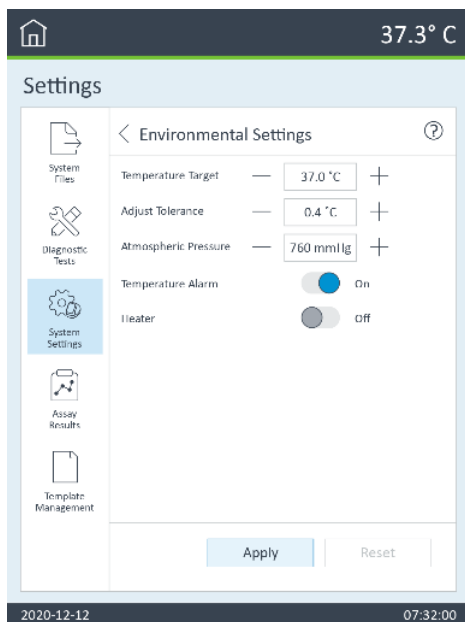 37.3° C
Settings
System
Files
Diagnostic
Tests
System
Settings
Assay
Results
Template
Management
< Environmental Settings
?
Temperature Target — 37.0 °C +
Adjust Tolerance — 0.4 °C +
Atmospheric Pressure — 760 mmHg +
Temperature Alarm On
Heater Off
Apply Reset
2020-12-12 07:32:00